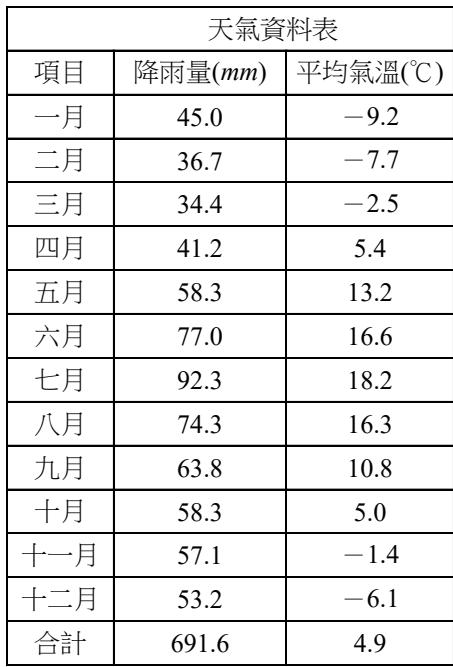 天氣資料表
項目 降雨量(mm) 平均氣溫(℃)
一月 45.0 －9.2
二月 36.7 －7.7
三月 34.4 －2.5
四月 41.2 5.4
五月 58.3 13.2
六月 77.0 16.6
七月 92.3 18.2
八月 74.3 16.3
九月 63.8 10.8
十月 58.3 5.0
十一月 57.1 －1.4
十二月 53.2 －6.1
合計 691.6 4.9